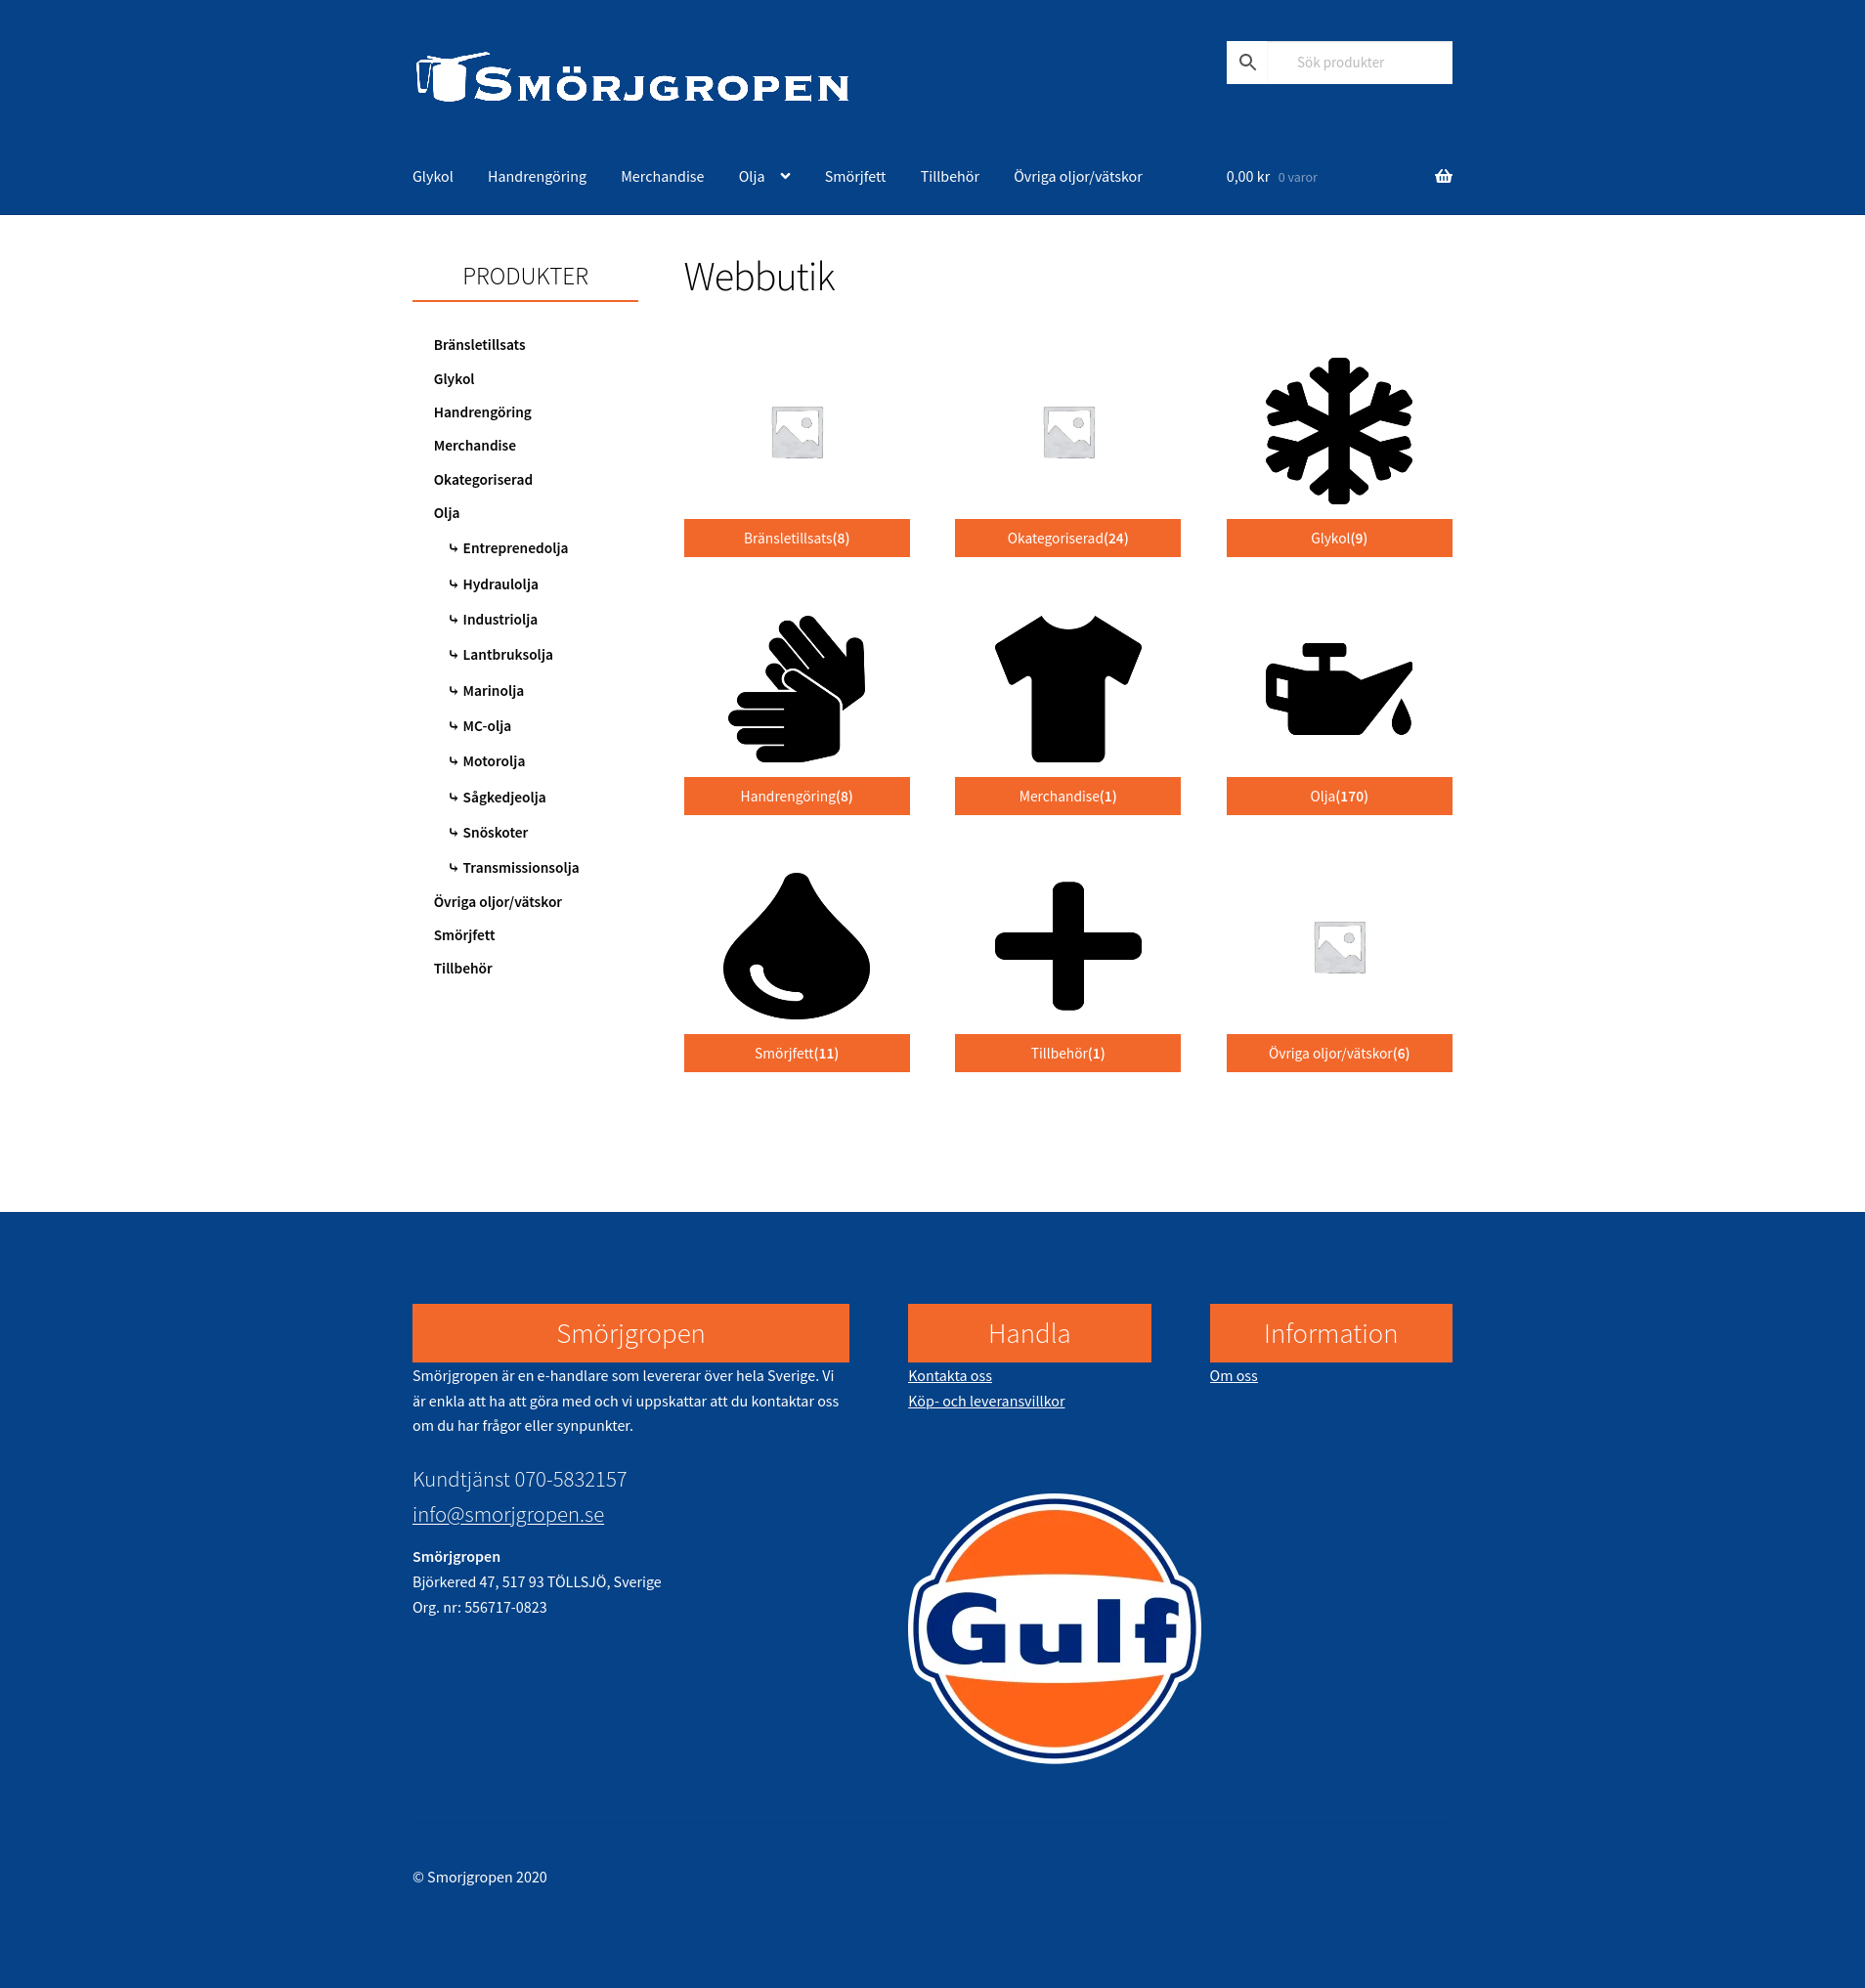 SMÖRJGROPEN
Sök produkter
Glykol Handrengöring Merchandise Olja Smörjfett Tillbehör Övriga oljor/vätskor 0,00 kr 0 varor
PRODUKTER
Bränsletillsats
Glykol
Handrengöring
Merchandise
Okategoriserad
Olja
⤷ Entreprenedolja
⤷ Hydraulolja
⤷ Industriolja
⤷ Lantbruksolja
⤷ Marinolja
⤷ MC-olja
⤷ Motorolja
⤷ Sågkedjeolja
⤷ Snöskoter
⤷ Transmissionsolja
Övriga oljor/vätskor
Smörjfett
Tillbehör
Webbutik
Bränsletillsats(8) Okategoriserad(24) Glykol(9)
Handrengöring(8) Merchandise(1) Olja(170)
Smörjfett(11) Tillbehör(1) Övriga oljor/vätskor(6)
Smörjgropen
Smörjgropen är en e-handlare som levererar över hela Sverige. Vi
är enkla att ha att göra med och vi uppskattar att du kontaktar oss
om du har frågor eller synpunkter.
Kundtjänst 070-5832157
info@smorjgropen.se
Smörjgropen
Björkered 47, 517 93 TÖLLSJÖ, Sverige
Org. nr: 556717-0823
Handla
Kontakta oss
Köp- och leveransvillkor
Gulf
Information
Om oss
© Smorjgropen 2020